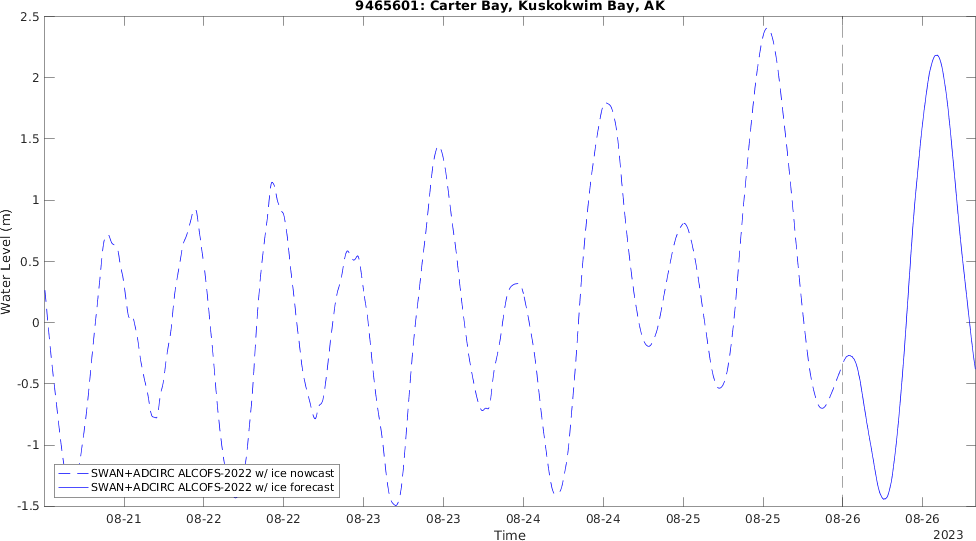 9465601: Carter Bay, Kuskokwim Bay, AK
2.5
2
1.5
1
0.5
0
-0.5
-1
-1.5
Water Level (m)
SWAN+ADCIRC ALCOFS-2022 w/ ice nowcast
SWAN+ADCIRC ALCOFS-2022 w/ ice forecast
08-21 08-22 08-22 08-23 08-23 08-24 08-24 08-25 08-25 08-26 08-26
Time
2023